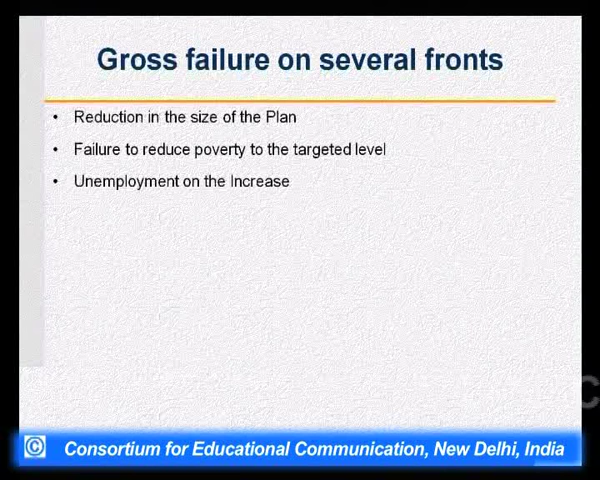 Gross failure on several fronts
• Reduction in the size of the Plan
• Failure to reduce poverty to the targeted level
• Unemployment on the Increase
© Consortium for Educational Communication, New Delhi, India